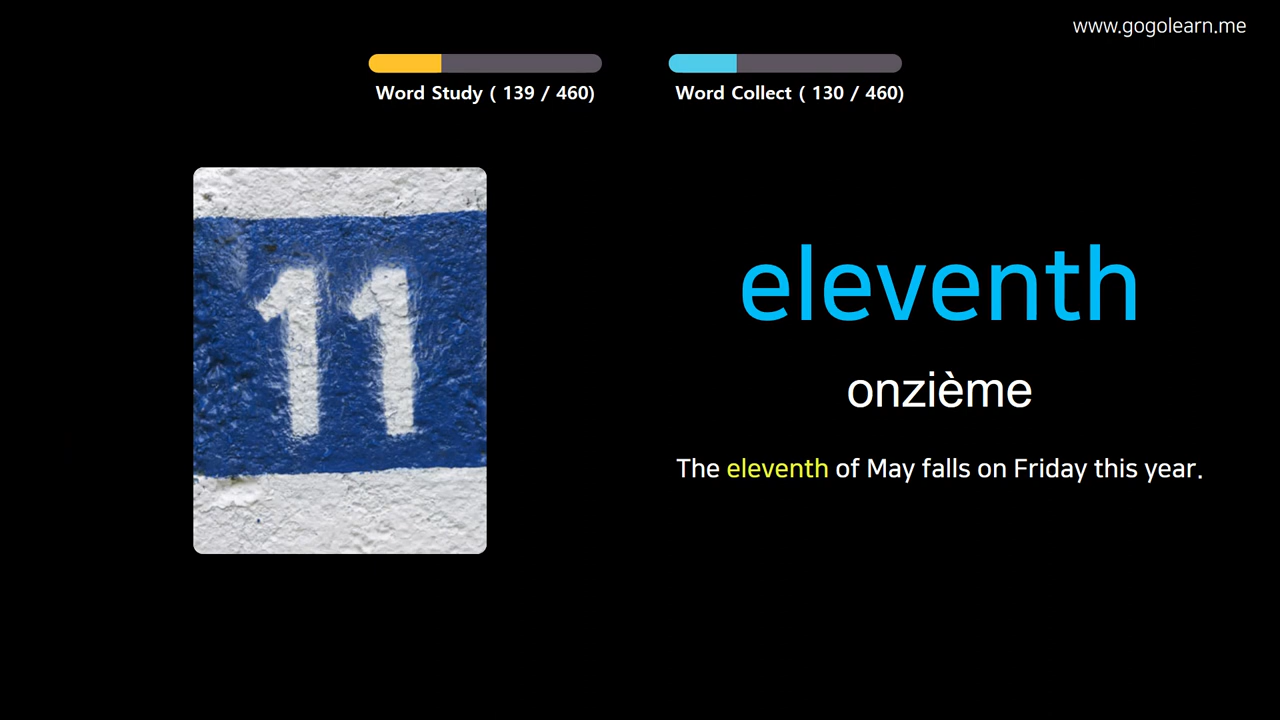 www.gogolearn.me
Word Study ( 139 / 460)
Word Collect ( 130 / 460)
11
eleventh
onzième
The eleventh of May falls on Friday this year.